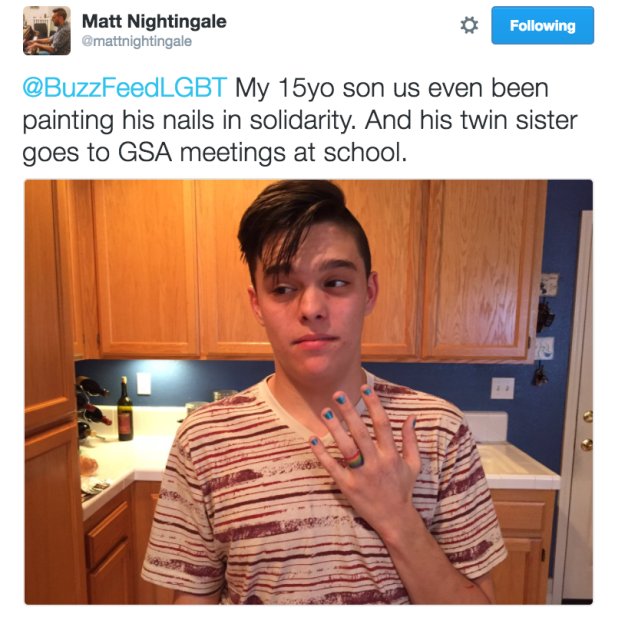 Matt Nightingale
@mattnightingale
Following
@BuzzFeedLGBT My 15yo son us even been
painting his nails in solidarity. And his twin sister
goes to GSA meetings at school.